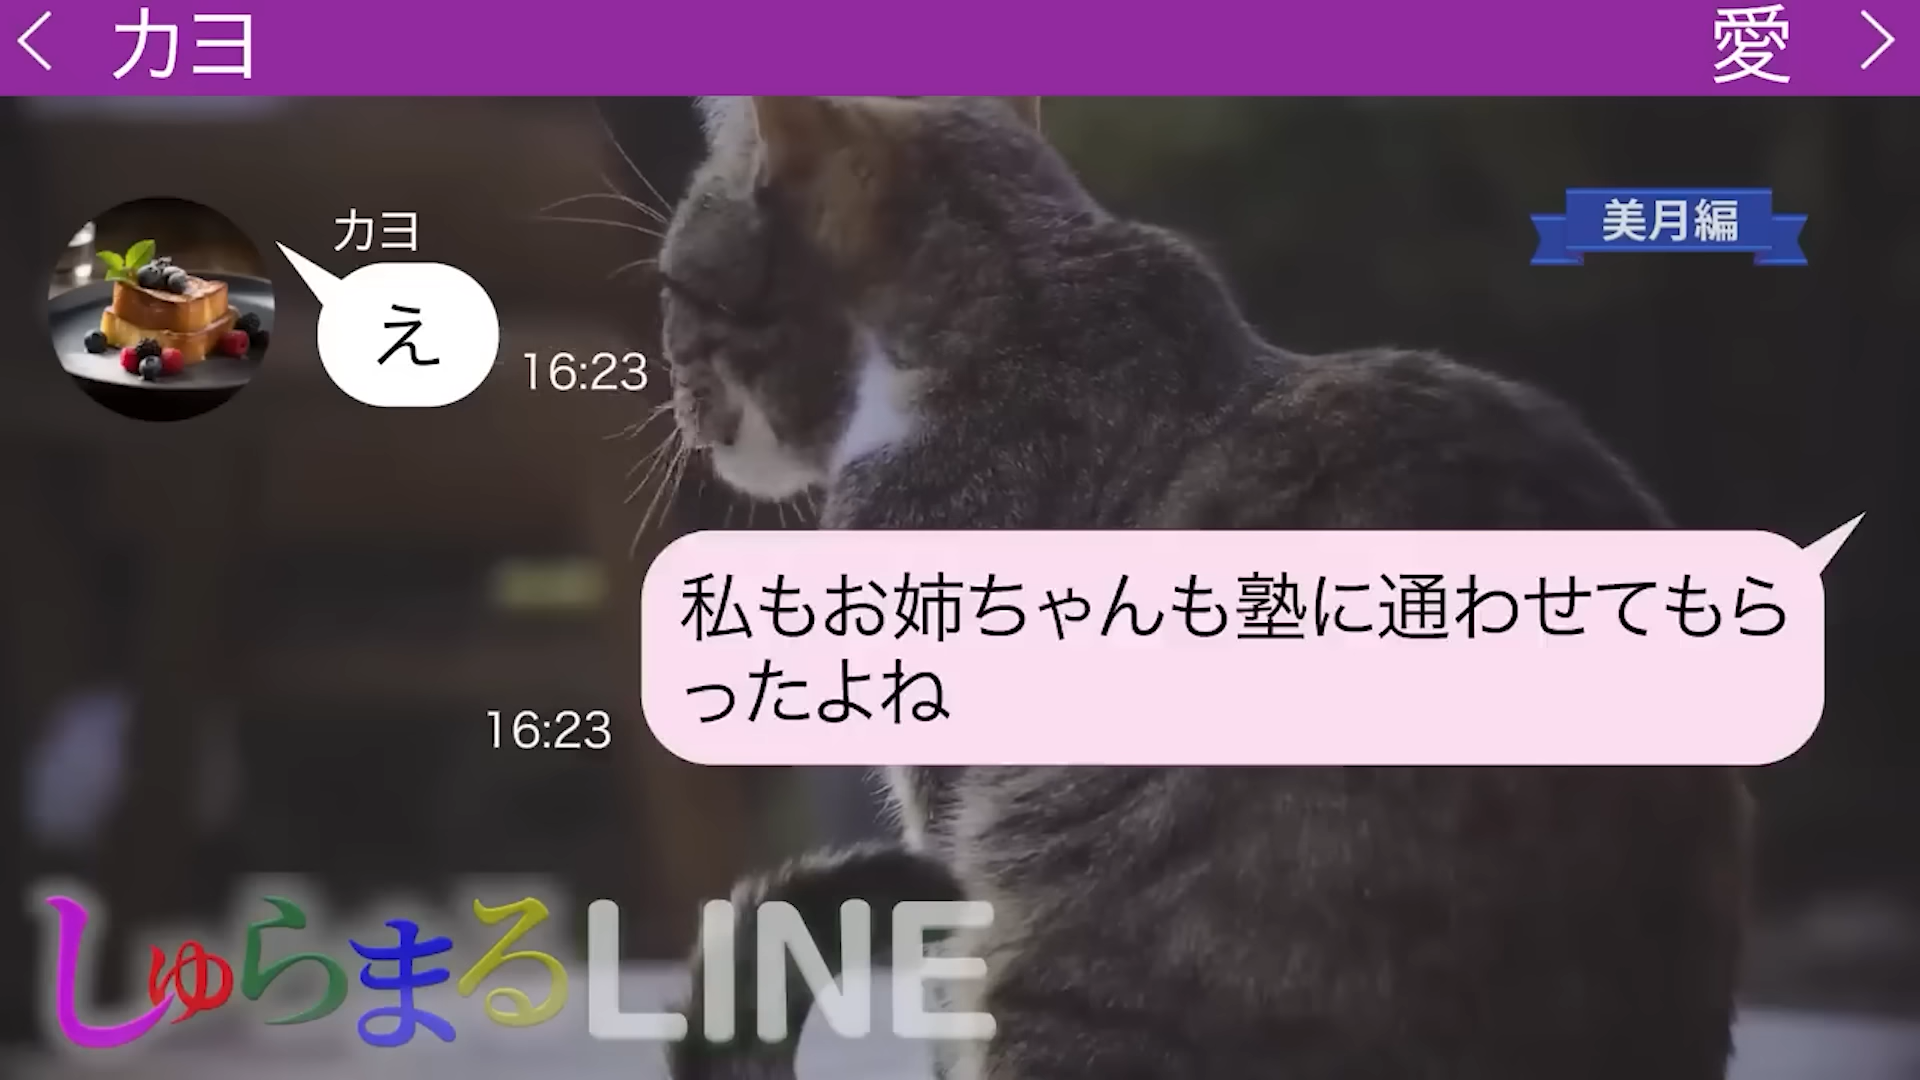 カヨ
愛
美月編
カヨ
え
16:23
私もお姉ちゃんも塾に通わせてもら
ったよね
16:23
しゅらまるLINE